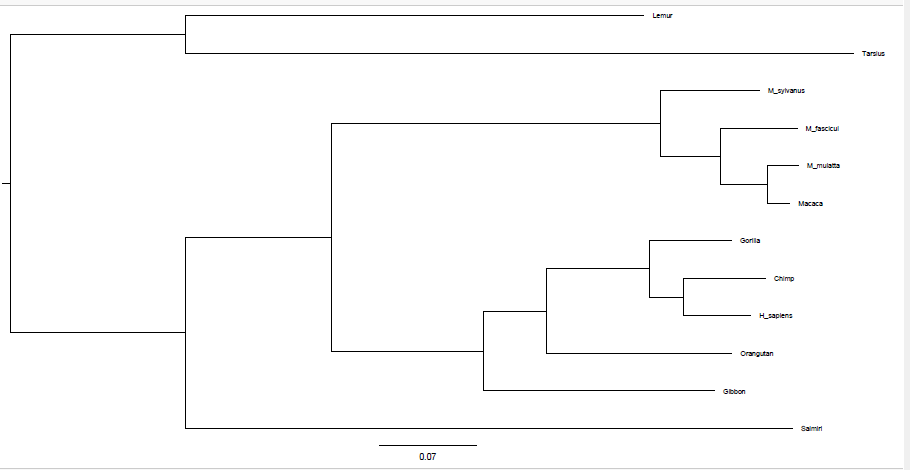 Lemur
Tarsius
M_sylvanus
M_fascicul
M_mulatta
Macaca
Gorilla
Chimp
H_sapiens
Orangutan
Gibbon
Saimiri
0.07